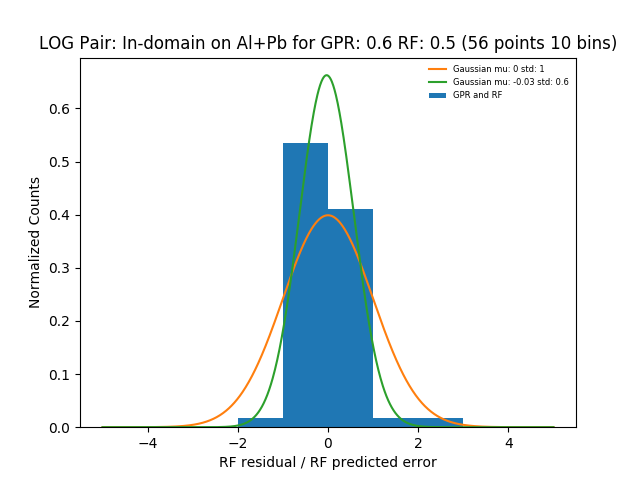 LOG Pair: In-domain on Al+Pb for GPR: 0.6 RF: 0.5 (56 points 10 bins)
Gaussian mu: 0 std: 1
Gaussian mu: -0.03 std: 0.6
GPR and RF
Normalized Counts
0.6
0.5
0.4
0.3
0.2
0.1
0.0
−4 −2 0 2 4
RF residual / RF predicted error